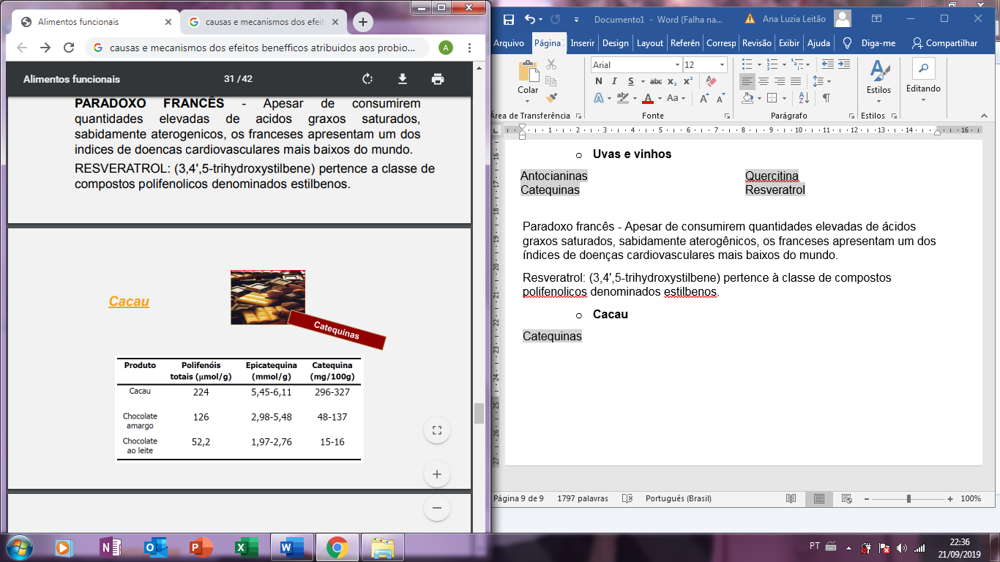 Alimentos funcionais
causas e mecanismos dos efeit
causas e mecanismos dos efeitos benefficos atribuidos aos probio...
A
Alimentos funcionais
31 / 42
PARADOXO FRANCÊS - Apesar de consumirem
quantidades elevadas de acidos graxos saturados,
sabidamente aterogenicos, os franceses apresentam um dos
indices de doencas cardiovasculares mais baixos do mundo.
RESVERATROL: (3,4',5-trihydroxystilbene) pertence a classe de
compostos polifenolicos denominados estilbenos.
Cacau
Catequinas
Produto Polifenóis totais (µmol/g) Epicatequina (mmol/g) Catequina (mg/100g)
Cacau 224 5,45-6,11 296-327
Chocolate amargo 126 2,98-5,48 48-137
Chocolate ao leite 52,2 1,97-2,76 15-16
Documento1 - Word (Falha na...
Ana Luzia Leitão
Arquivo Página Inserir Design Layout Referên Corresp Revisão Exibir Ajuda Diga-me Compartilhar
Colar
Arial 12
N I S abc x₂ x²
A aby A Aa A A
Estilos
Editando
Área de Transferência Fonte Parágrafo Estilos
1 2 3 4 5 6 7 8 9 10 11 12 13 14 16
16
17
18
19
20
21
22
23
24
25
26
27
o Uvas e vinhos
Antocianinas Quercitina
Catequinas Resveratrol
Paradoxo francês - Apesar de consumirem quantidades elevadas de ácidos
graxos saturados, sabidamente aterogênicos, os franceses apresentam um dos
índices de doenças cardiovasculares mais baixos do mundo.
Resveratrol: (3,4',5-trihydroxystilbene) pertence à classe de compostos
polifenolicos denominados estilbenos.
o Cacau
Catequinas
Página 9 de 9 1797 palavras Português (Brasil) 100%
PT
22:36
21/09/2019